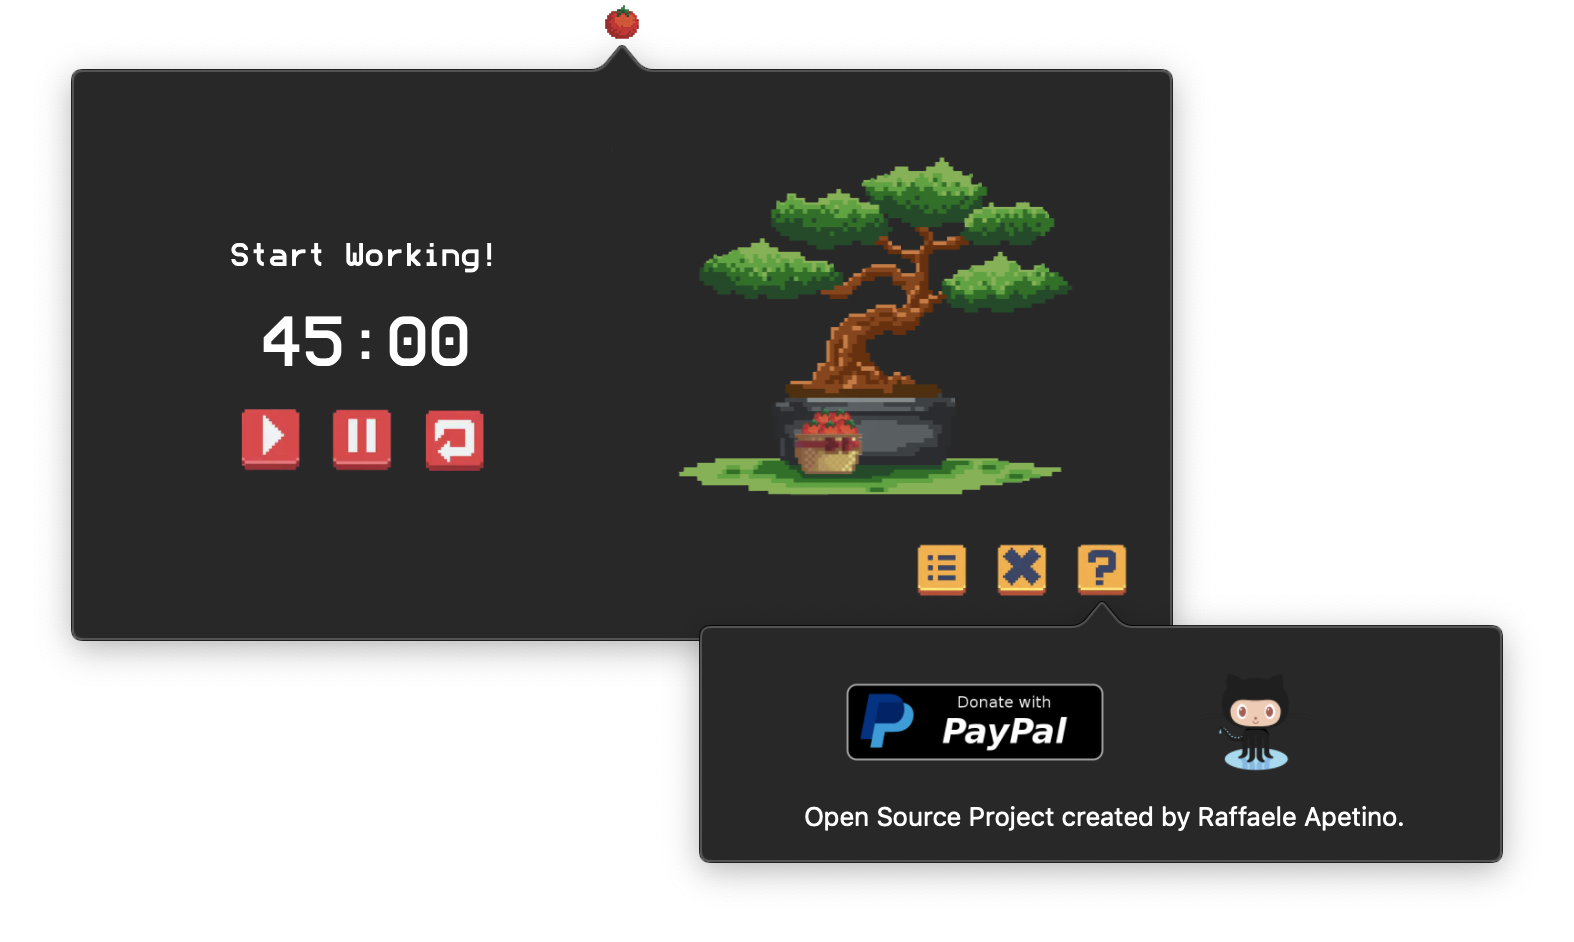 Start Working!
45:00
?
Donate with
PayPal
Open Source Project created by Raffaele Apetino.